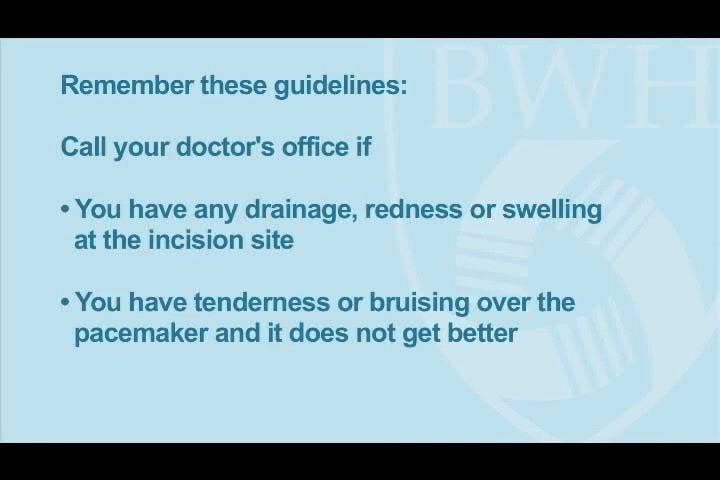 BWH
Remember these guidelines:
Call your doctor's office if
• You have any drainage, redness or swelling
at the incision site
• You have tenderness or bruising over the
pacemaker and it does not get better